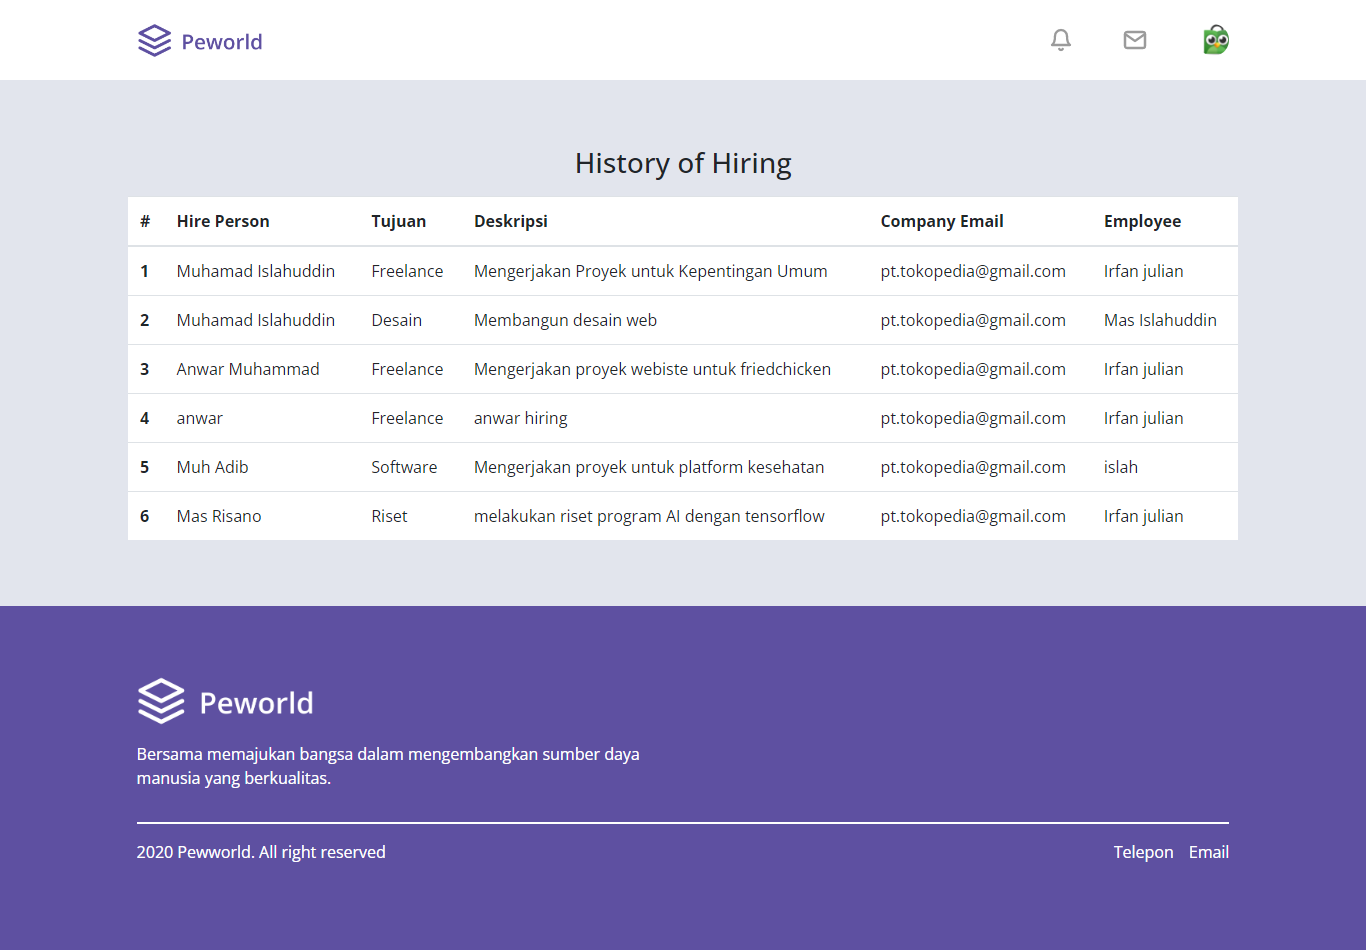 Peworld
History of Hiring
# Hire Person Tujuan Deskripsi Company Email Employee
1 Muhamad Islahuddin Freelance Mengerjakan Proyek untuk Kepentingan Umum pt.tokopedia@gmail.com Irfan julian
2 Muhamad Islahuddin Desain Membangun desain web pt.tokopedia@gmail.com Mas Islahuddin
3 Anwar Muhammad Freelance Mengerjakan proyek webiste untuk friedchicken pt.tokopedia@gmail.com Irfan julian
4 anwar Freelance anwar hiring pt.tokopedia@gmail.com Irfan julian
5 Muh Adib Software Mengerjakan proyek untuk platform kesehatan pt.tokopedia@gmail.com islah
6 Mas Risano Riset melakukan riset program AI dengan tensorflow pt.tokopedia@gmail.com Irfan julian
Peworld
Bersama memajukan bangsa dalam mengembangkan sumber daya
manusia yang berkualitas.
2020 Pewworld. All right reserved Telepon Email